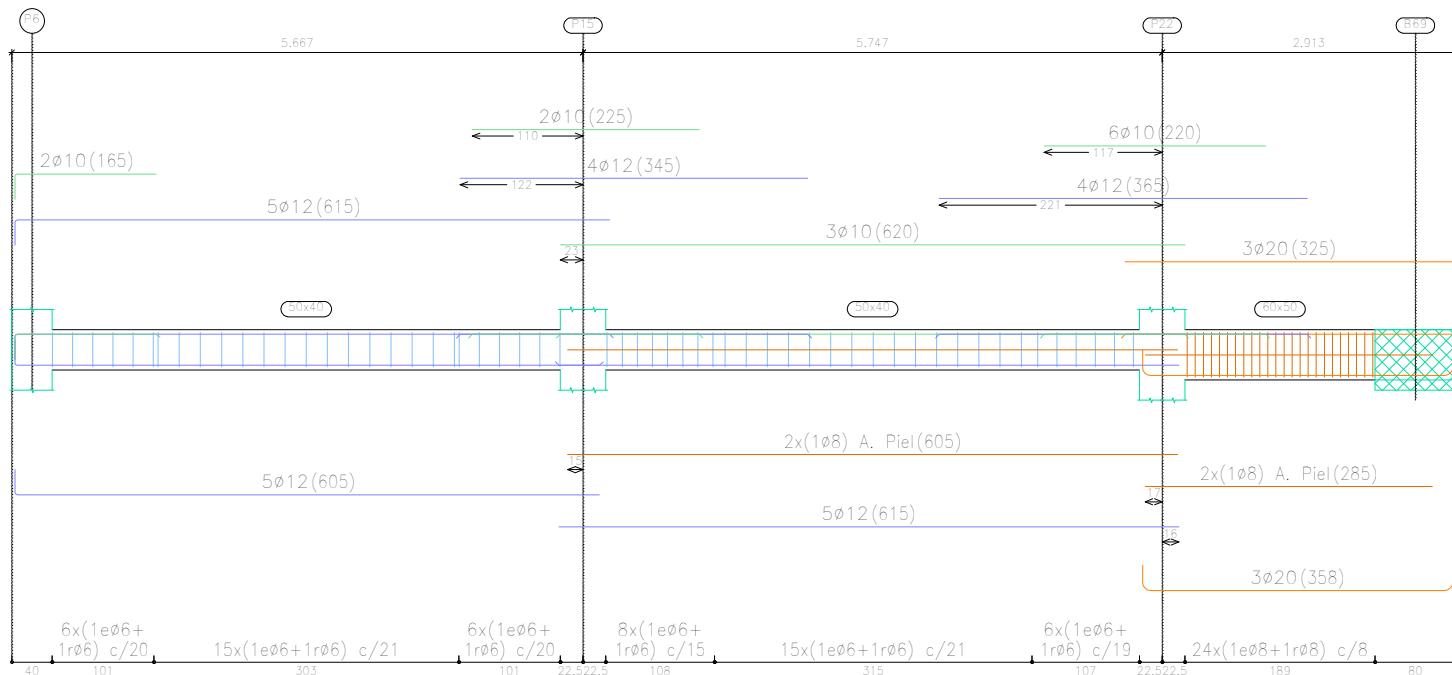 P6
P15
P22
B69
5.667
5.747
2.913
2ø10(225)
110
6ø10(220)
117
2ø10(165)
4ø12(345)
122
4ø12(365)
221
5ø12(615)
3ø10(620)
23
3ø20(325)
50x40
50x40
60x50
2x(1ø8) A. Piel(605)
15
5ø12(605)
2x(1ø8) A. Piel(285)
17
5ø12(615)
16
3ø20(358)
6x(1eø6+
1rø6) c/20
15x(1eø6+1rø6) c/21
6x(1eø6+
1rø6) c/20
8x(1eø6+
1rø6) c/15
15x(1eø6+1rø6) c/21
6x(1eø6+
1rø6) c/19
24x(1eø8+1rø8) c/8
40
101
303
101
22.5
22.5
108
315
107
22.5
22.5
189
80